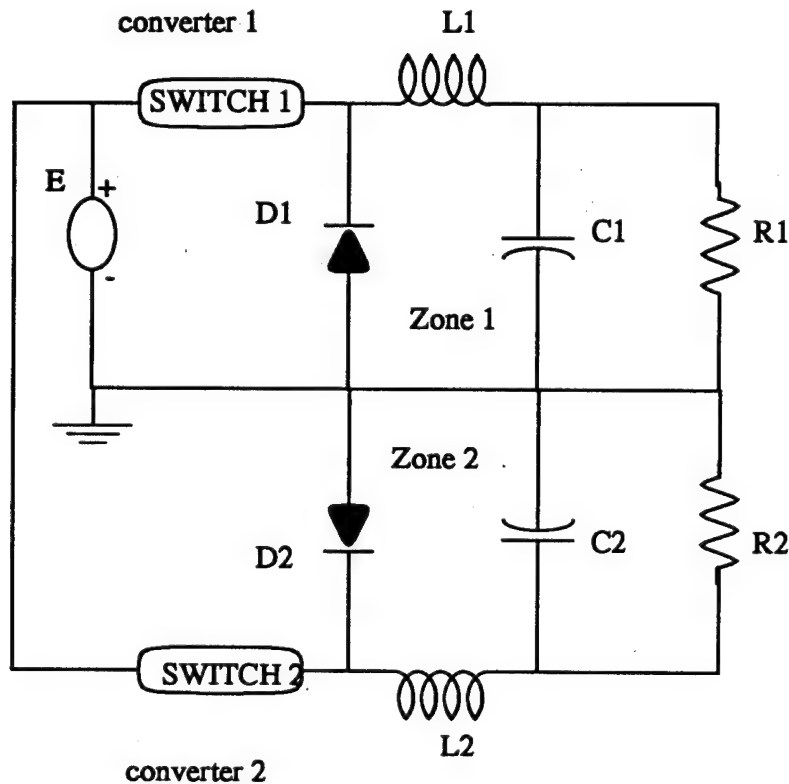 converter 1
L1
SWITCH 1
E
+
-
D1
C1
R1
Zone 1
Zone 2
D2
C2
R2
SWITCH 2
L2
converter 2